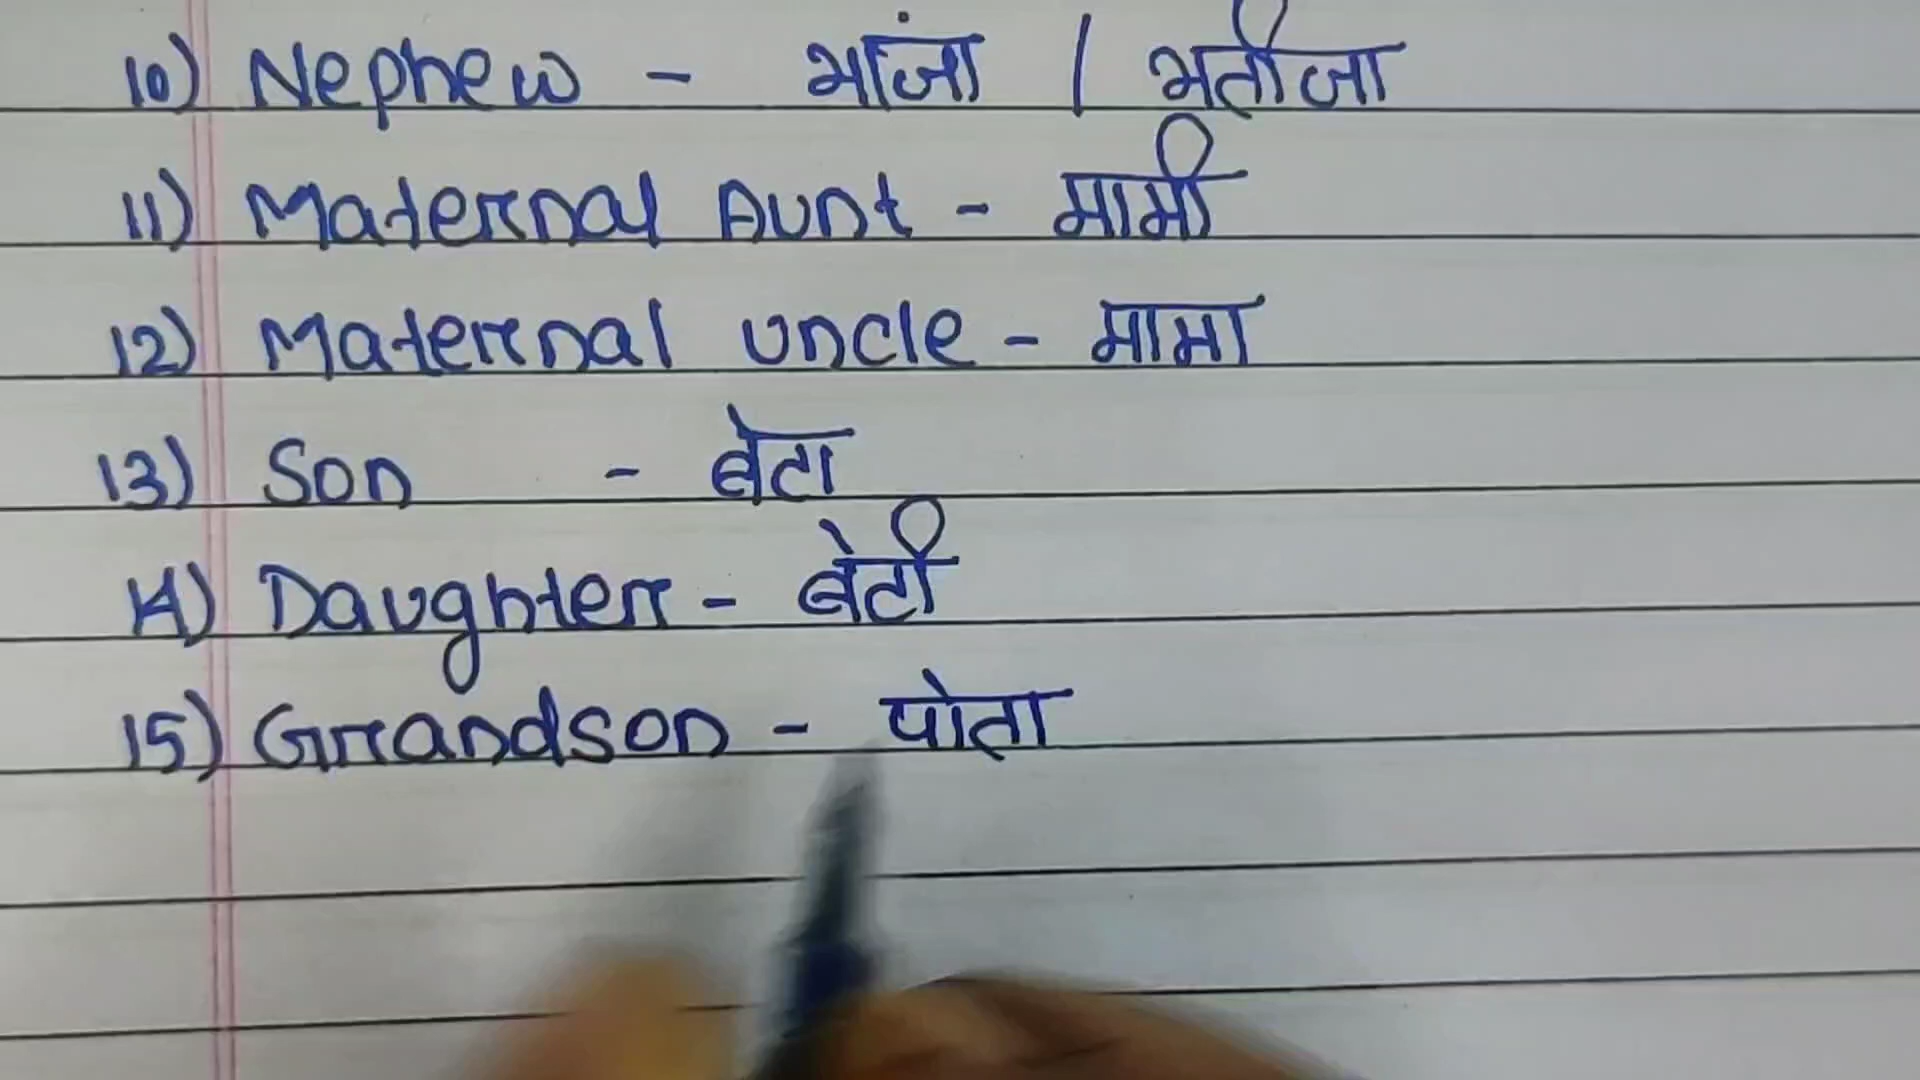 10) Nephew - भांजा / भतीजा
11) Maternal Aunt - मामी
12) Maternal uncle - मामा
13) Son - बेटा
14) Daughter - बेटी
15) Grandson - पोता